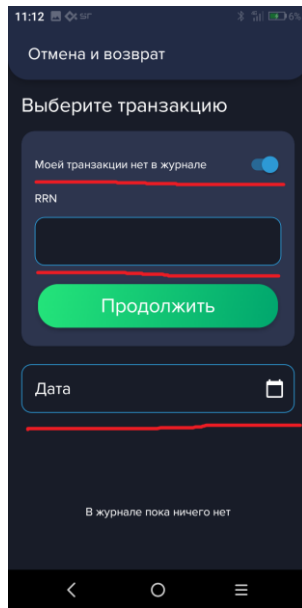 11:12
Отмена и возврат
Выберите транзакцию
Моей транзакции нет в журнале
RRN
Продолжить
Дата
В журнале пока ничего нет